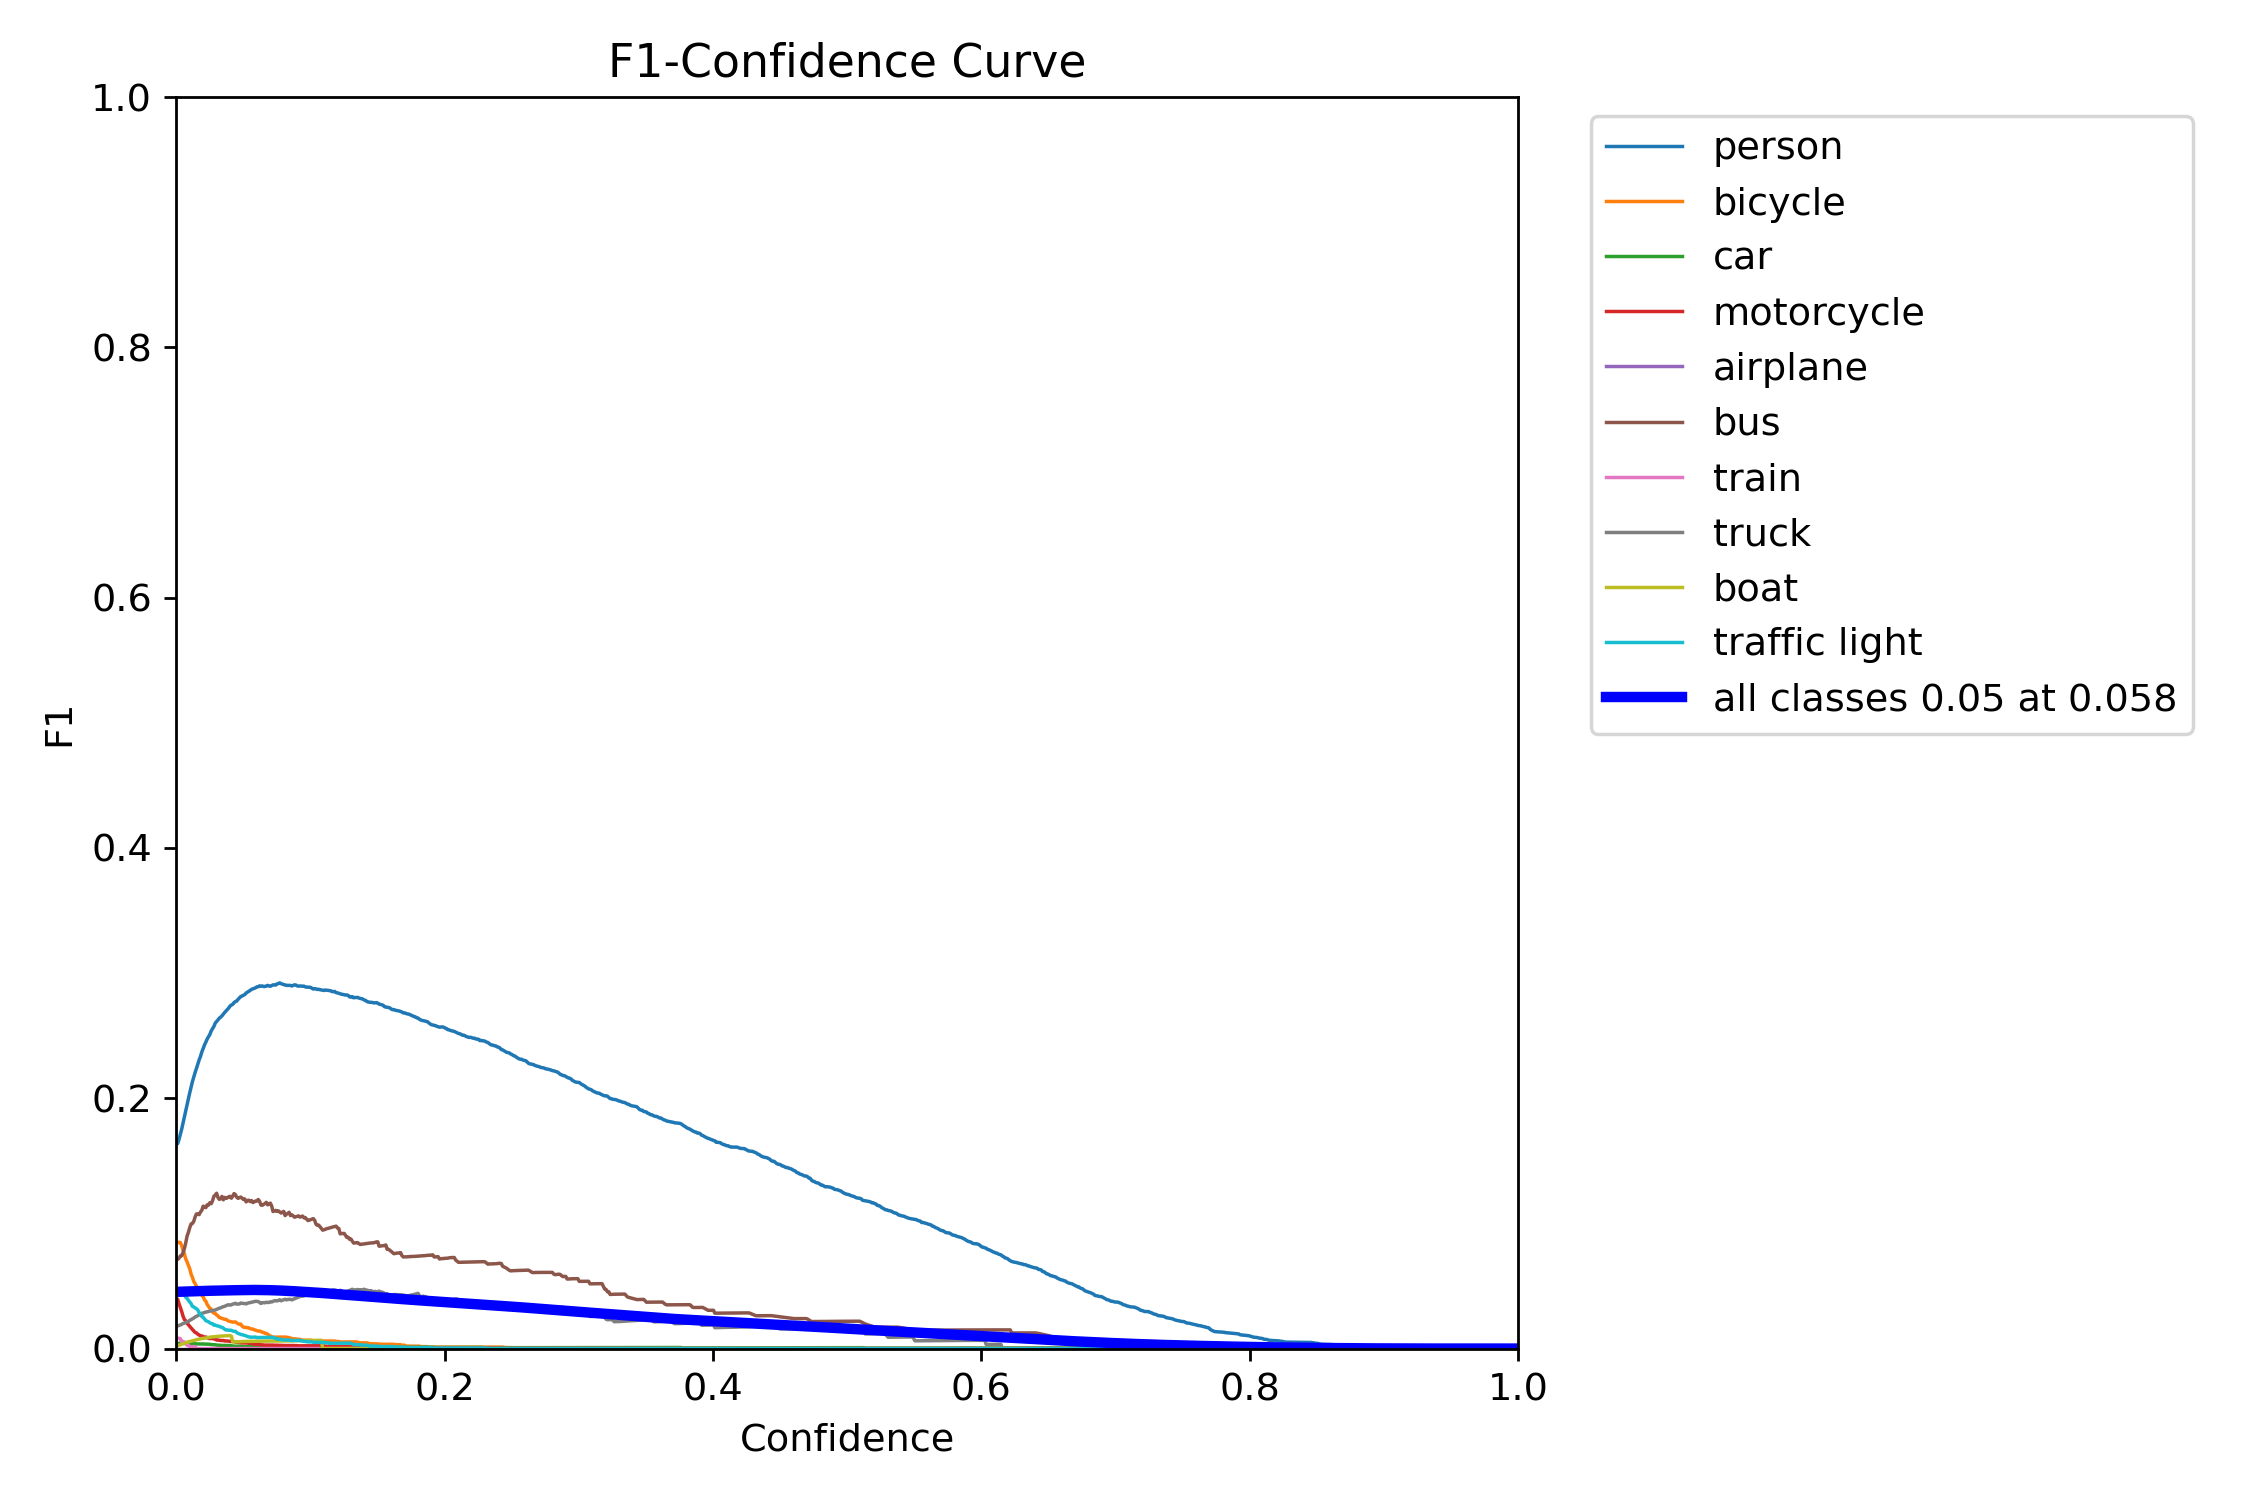 F1-Confidence Curve
1.0
0.8
0.6
0.4
0.2
0.0
F1
0.0 0.2 0.4 0.6 0.8 1.0
Confidence
person
bicycle
car
motorcycle
airplane
bus
train
truck
boat
traffic light
all classes 0.05 at 0.058